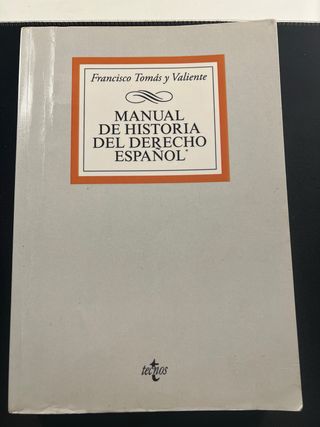 Francisco Tomás y Valiente
MANUAL
DE HISTORIA
DEL DERECHO
ESPAÑOL*
tecnos